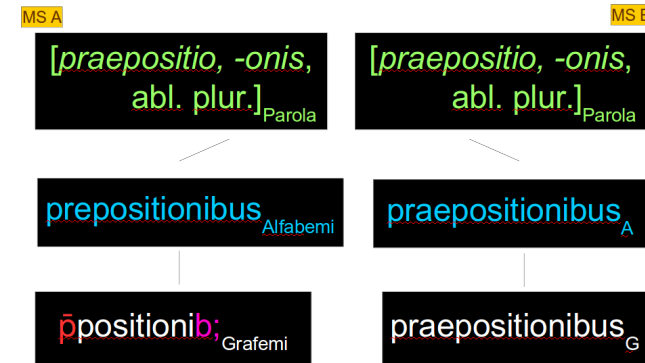 MS A
MS B
[praepositio, -onis,
abl. plur.]Parola
[praepositio, -onis,
abl. plur.]Parola
prepositionibusAlfabemi
praepositionibusA
p̄positionib;Grafemi
praepositionibusG